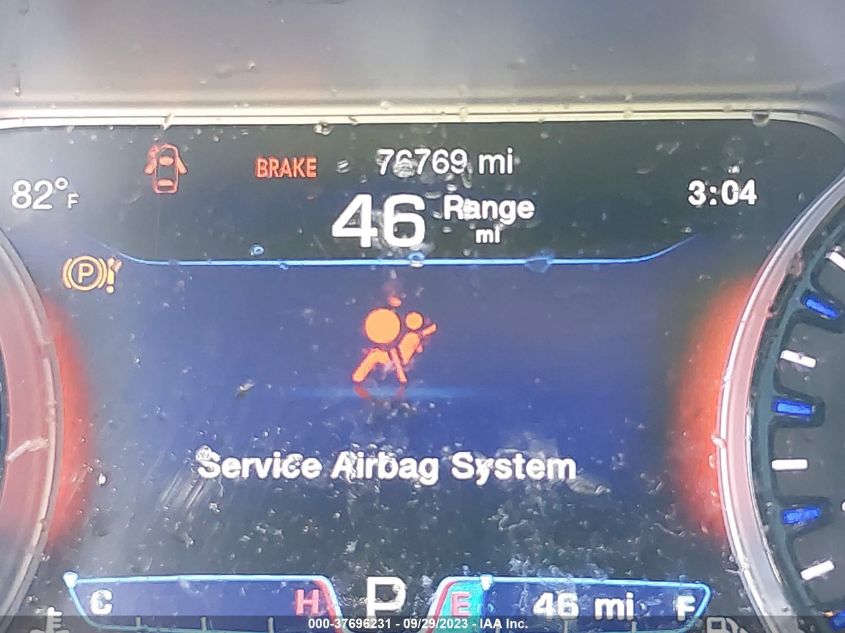 BRAKE
76769 mi
82°F
46 Range
mi
3:04
P
Service Airbag System
C H P E 46 mi F
000-37696231 - 09/29/2023 - IAA Inc.